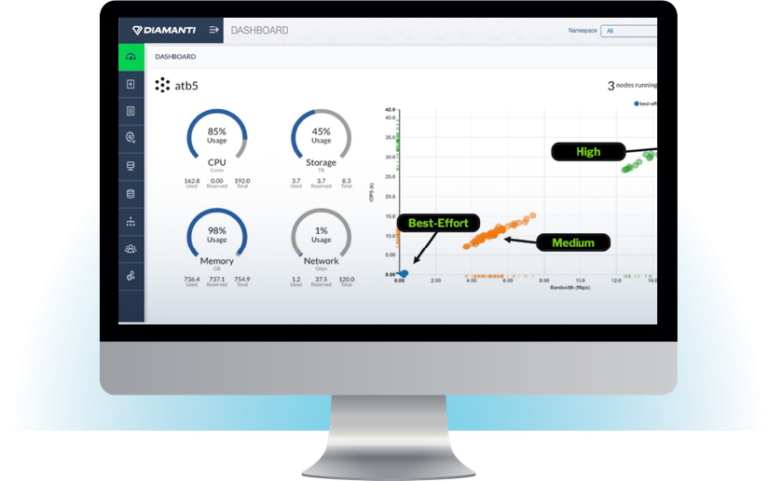 DIAMANTI
DASHBOARD
Namespace
All
DASHBOARD
atb5
3 nodes running
best-eff
85%
Usage
CPU
Cores
162.8 0.00 192.0
Used Reserved Total
45%
Usage
Storage
TB
3.7 3.7 8.2
Used Reserved Total
98%
Usage
Memory
GB
736.4 737.1 754.9
Used Reserved Total
1%
Usage
Network
Gbps
1.2 37.5 120.0
Used Reserved Total
42.0
40.0
35.0
30.0
25.0
20.0
15.0
10.0
5.00
0.00
IOPS (k)
High
Best-Effort
Medium
0.00 2.00 4.00 6.00 8.00 10.0 12.0 14.0
Bandwidth (Mbps)